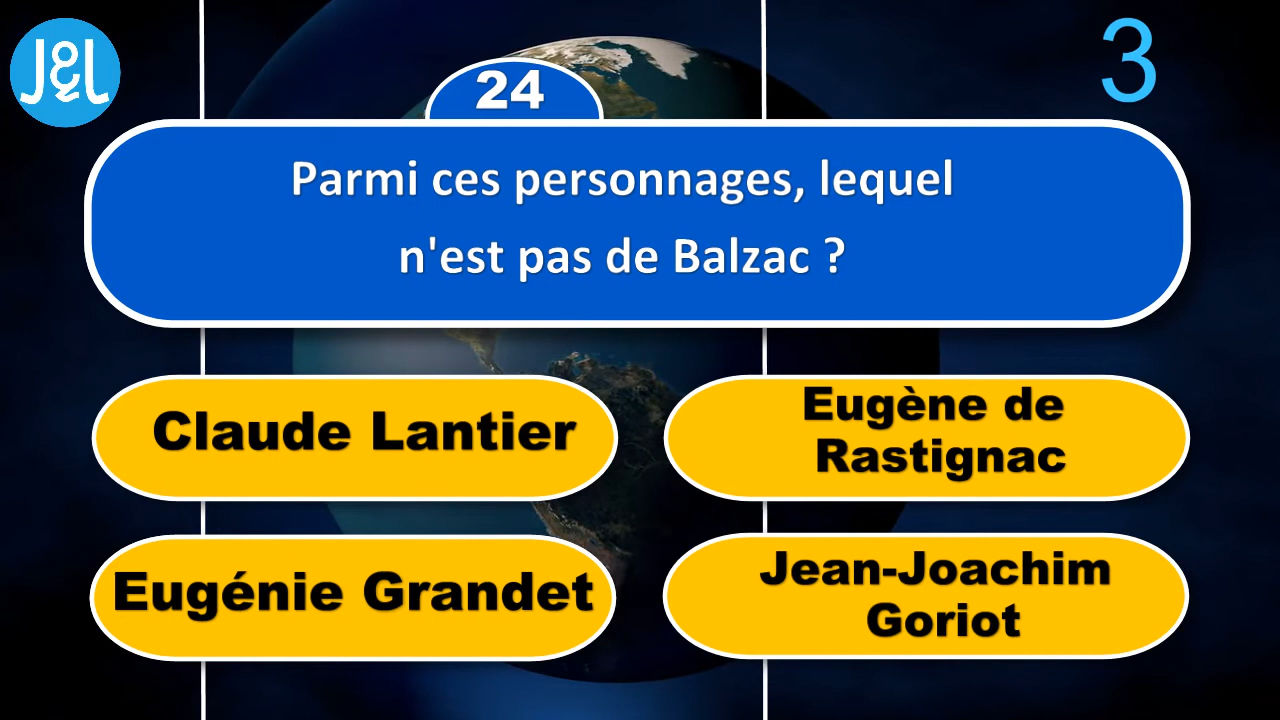 J&L
3
24
Parmi ces personnages, lequel
n'est pas de Balzac ?
Claude Lantier
Eugène de
Rastignac
Eugénie Grandet
Jean-Joachim
Goriot